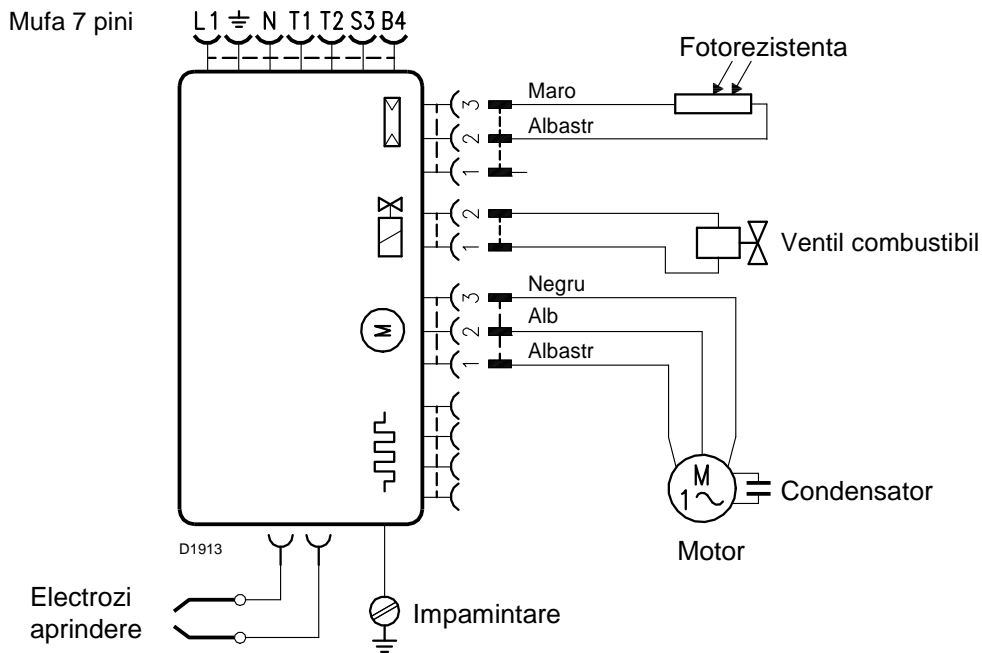 Mufa 7 pini
L1 N T1 T2 S3 B4
Fotorezistenta
3 Maro
2 Albastr
1
2
1
Ventil combustibil
3 Negru
2 Alb
1 Albastr
M
M
1
Condensator
Motor
D1913
Electrozi
aprindere
Impamintare